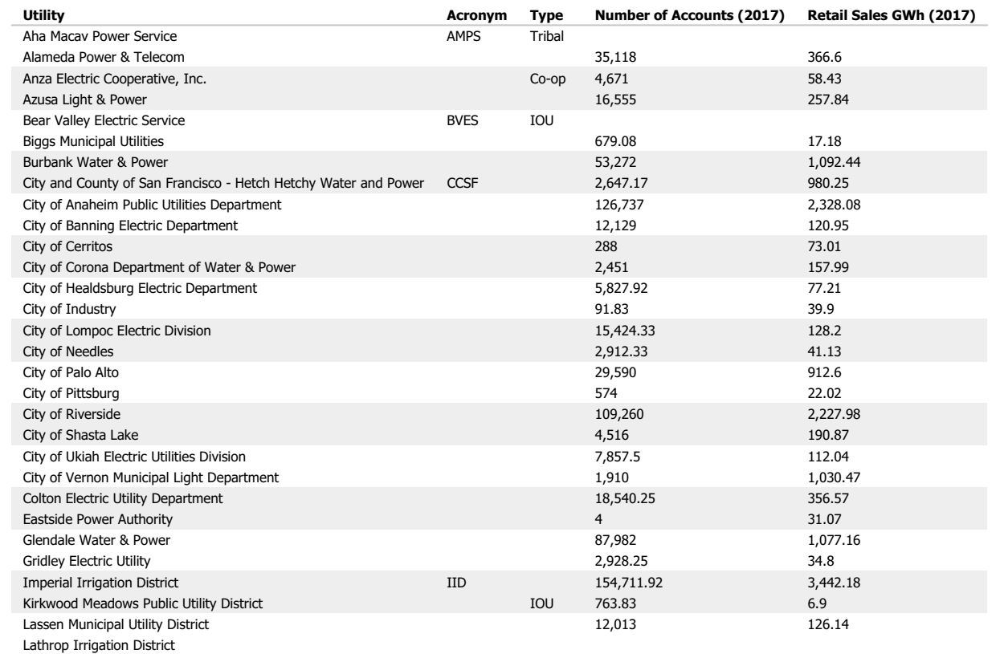 Utility Acronym Type Number of Accounts (2017) Retail Sales GWh (2017)
Aha Macav Power Service AMPS Tribal
Alameda Power & Telecom 35,118 366.6
Anza Electric Cooperative, Inc. Co-op 4,671 58.43
Azusa Light & Power 16,555 257.84
Bear Valley Electric Service BVES IOU
Biggs Municipal Utilities 679.08 17.18
Burbank Water & Power 53,272 1,092.44
City and County of San Francisco - Hetch Hetchy Water and Power CCSF 2,647.17 980.25
City of Anaheim Public Utilities Department 126,737 2,328.08
City of Banning Electric Department 12,129 120.95
City of Cerritos 288 73.01
City of Corona Department of Water & Power 2,451 157.99
City of Healdsburg Electric Department 5,827.92 77.21
City of Industry 91.83 39.9
City of Lompoc Electric Division 15,424.33 128.2
City of Needles 2,912.33 41.13
City of Palo Alto 29,590 912.6
City of Pittsburg 574 22.02
City of Riverside 109,260 2,227.98
City of Shasta Lake 4,516 190.87
City of Ukiah Electric Utilities Division 7,857.5 112.04
City of Vernon Municipal Light Department 1,910 1,030.47
Colton Electric Utility Department 18,540.25 356.57
Eastside Power Authority 4 31.07
Glendale Water & Power 87,982 1,077.16
Gridley Electric Utility 2,928.25 34.8
Imperial Irrigation District IID 154,711.92 3,442.18
Kirkwood Meadows Public Utility District IOU 763.83 6.9
Lassen Municipal Utility District 12,013 126.14
Lathrop Irrigation District